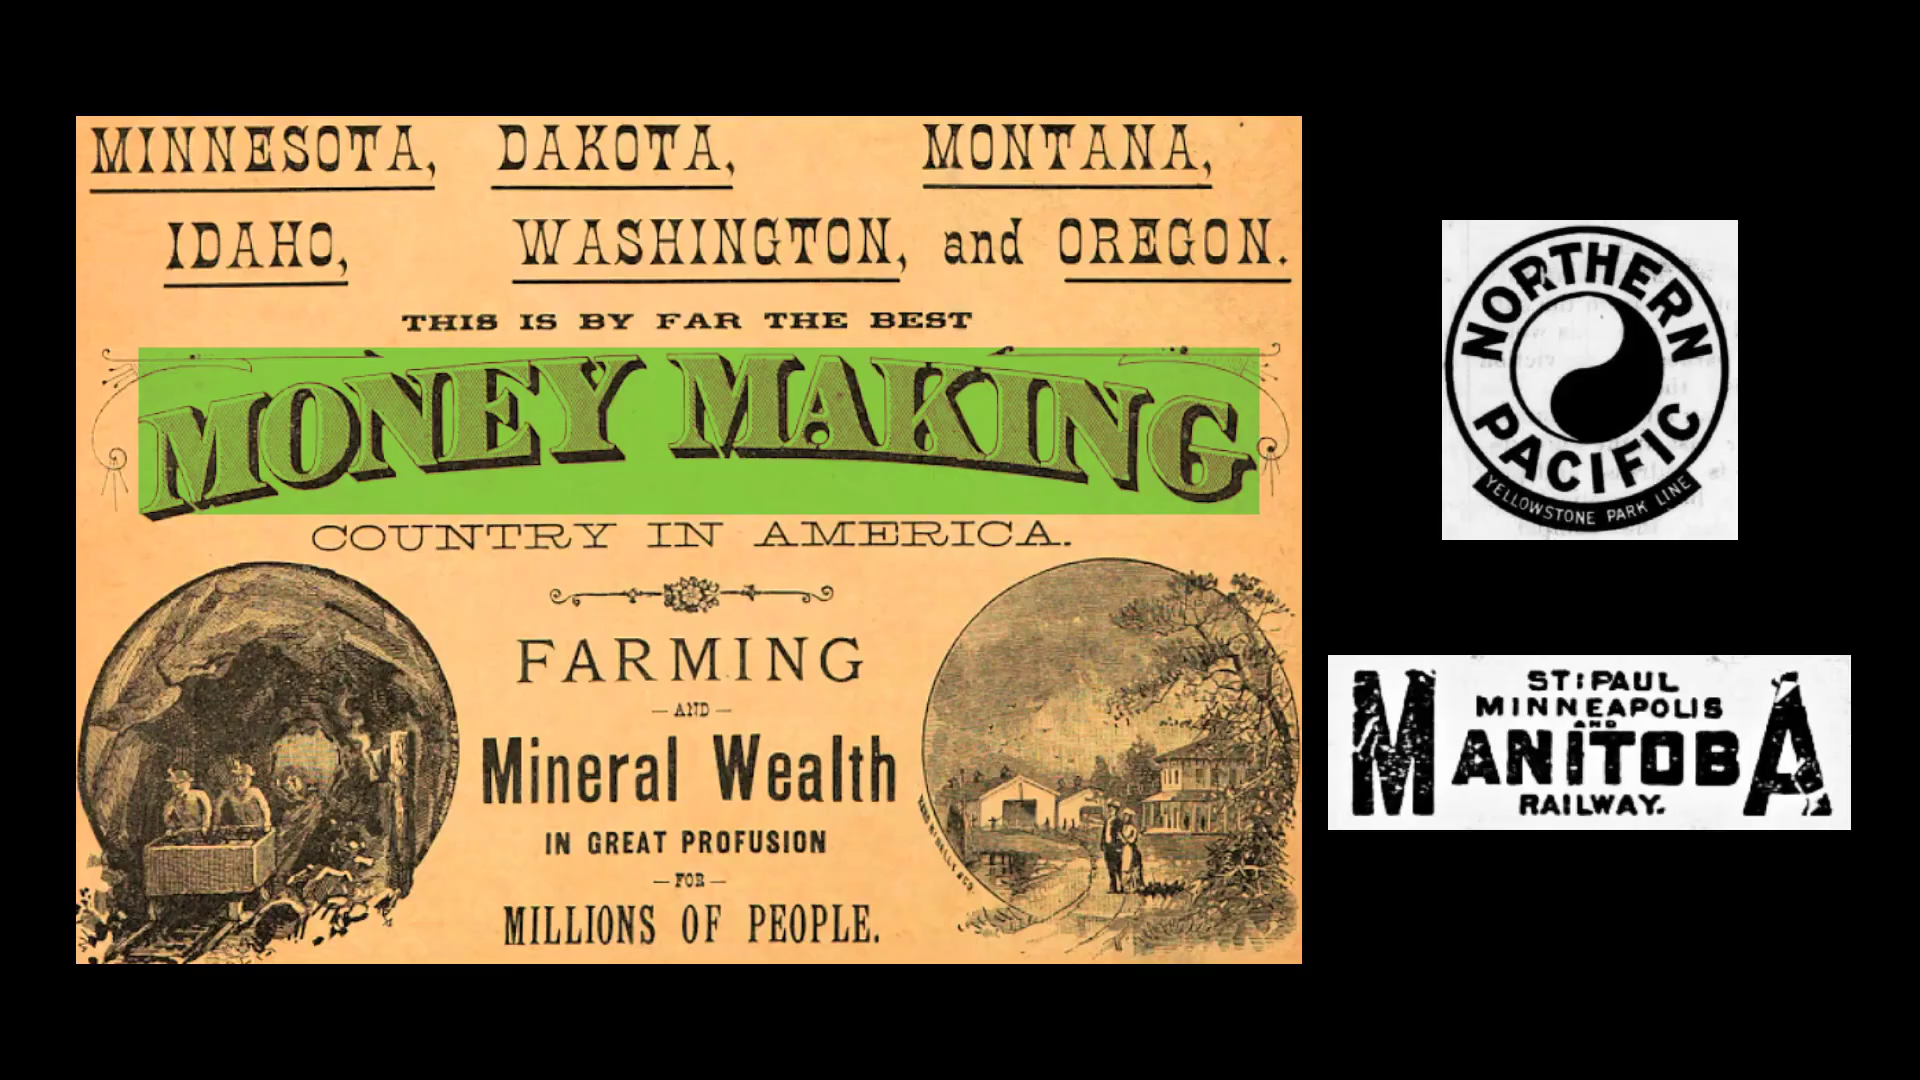 MINNESOTA, DAKOTA, MONTANA,
IDAHO, WASHINGTON, and OREGON.
THIS IS BY FAR THE BEST
MONEY MAKING
COUNTRY IN AMERICA.
FARMING
— AND —
Mineral Wealth
IN GREAT PROFUSION
— FOR —
MILLIONS OF PEOPLE.
NORTHERN
PACIFIC
YELLOWSTONE PARK LINE
ST. PAUL
MINNEAPOLIS
AND
MANITOBA
RAILWAY.